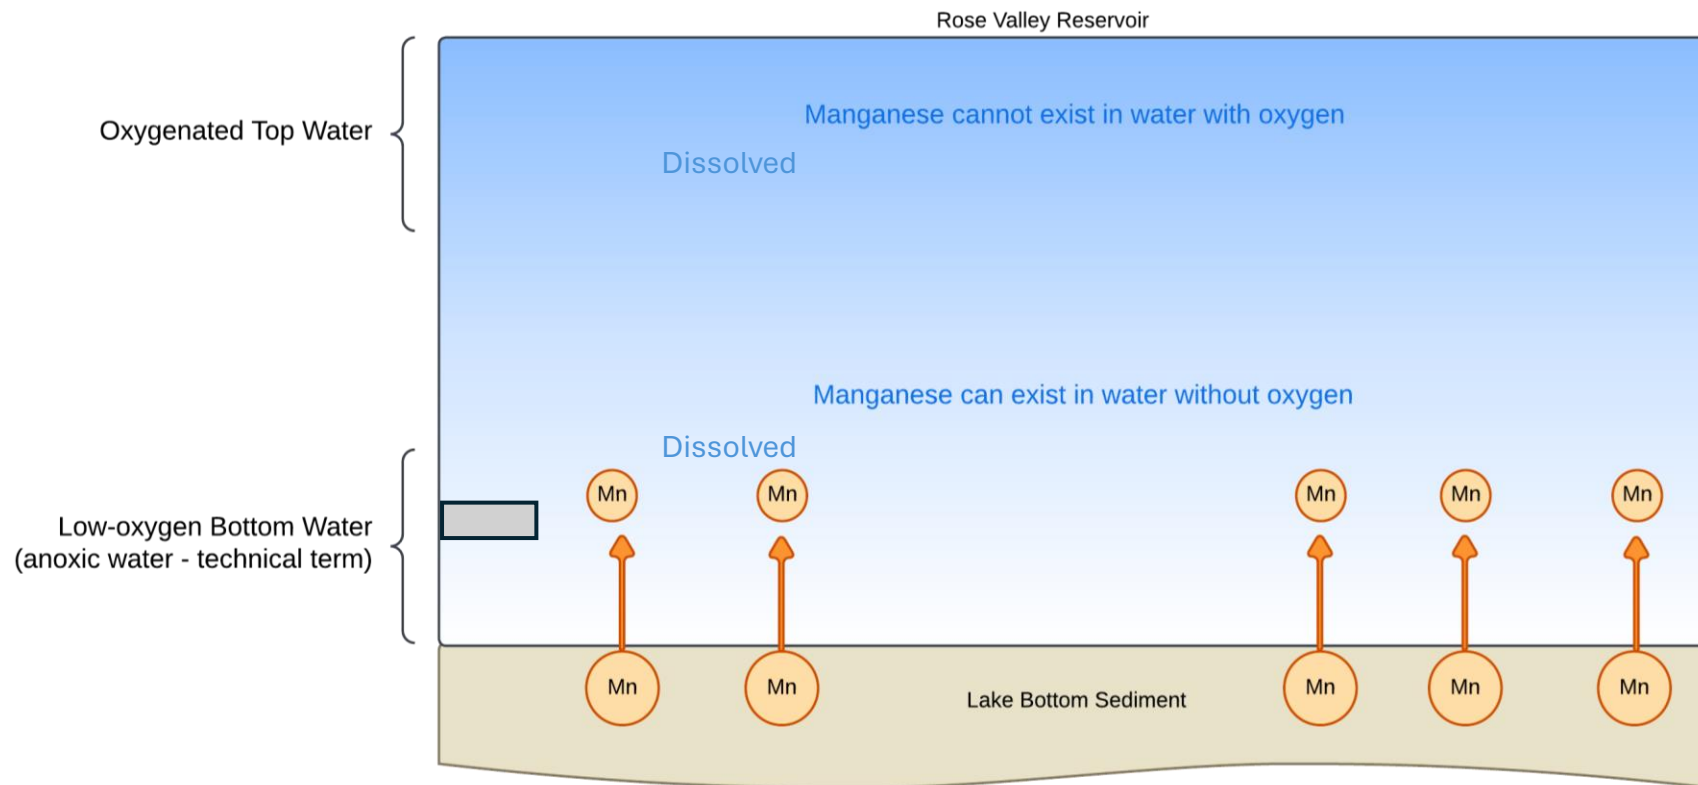 Rose Valley Reservoir
Oxygenated Top Water
Manganese cannot exist in water with oxygen
Dissolved
Manganese can exist in water without oxygen
Dissolved
Low-oxygen Bottom Water
(anoxic water - technical term)
Mn
Mn
Mn
Mn
Mn
Mn
Mn
Lake Bottom Sediment
Mn
Mn
Mn